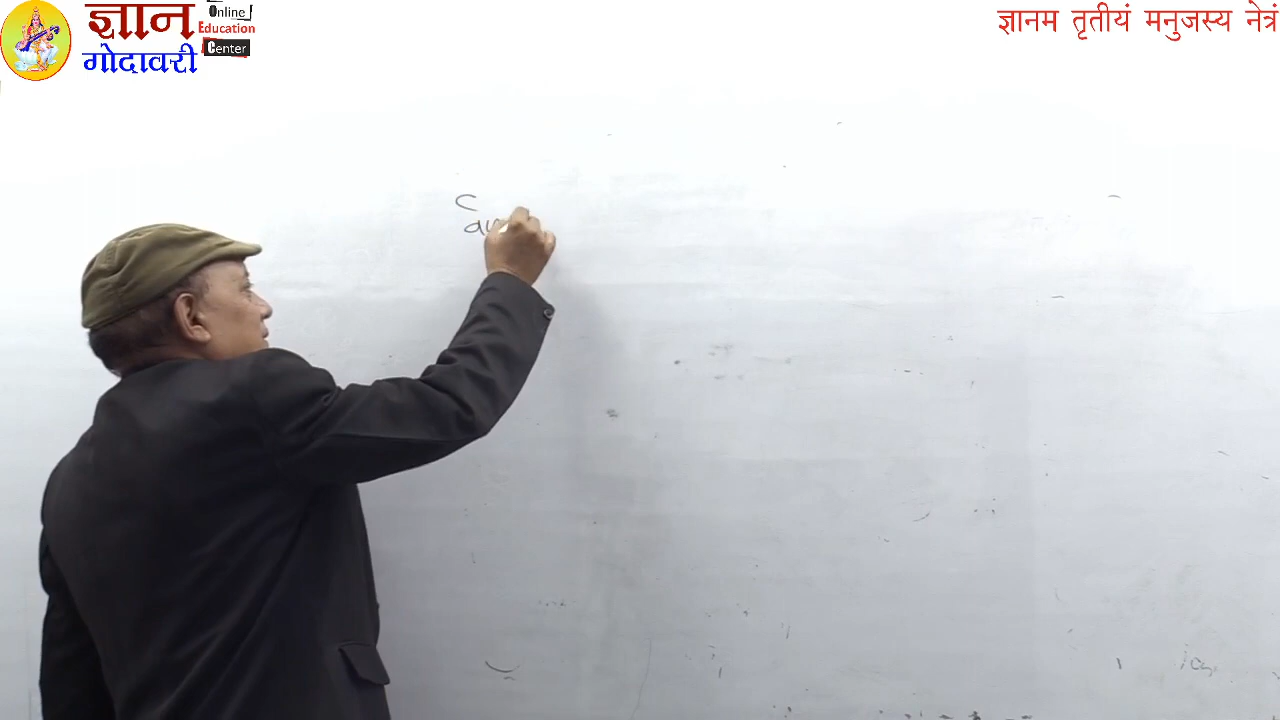 ज्ञान
Online
Education
Center
गोदावरी
ज्ञानम तृतीयं मनुजस्य नेत्रं
C